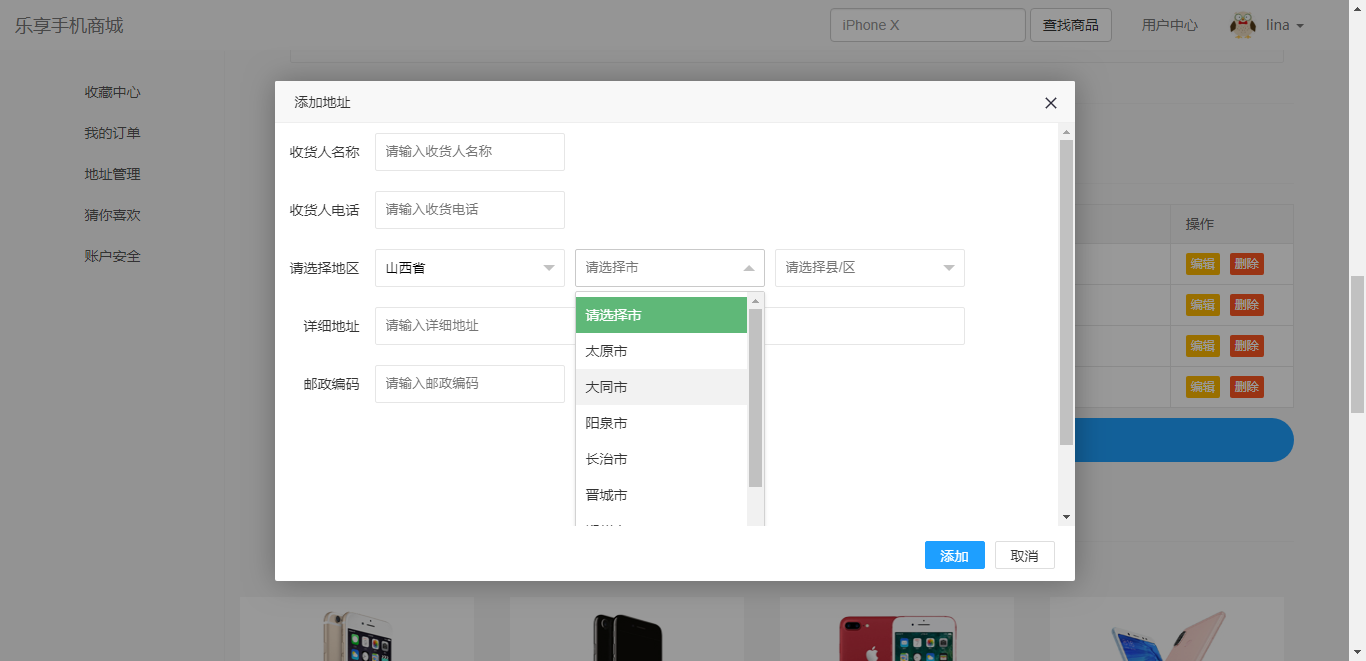 乐享手机商城
iPhone X
查找商品
用户中心
lina
收藏中心
我的订单
地址管理
猜你喜欢
账户安全
添加地址
收货人名称
请输入收货人名称
收货人电话
请输入收货电话
请选择地区
山西省
请选择市
请选择县/区
请选择市
太原市
大同市
阳泉市
长治市
晋城市
详细地址
请输入详细地址
邮政编码
请输入邮政编码
操作
编辑 删除
编辑 删除
编辑 删除
编辑 删除
添加
取消